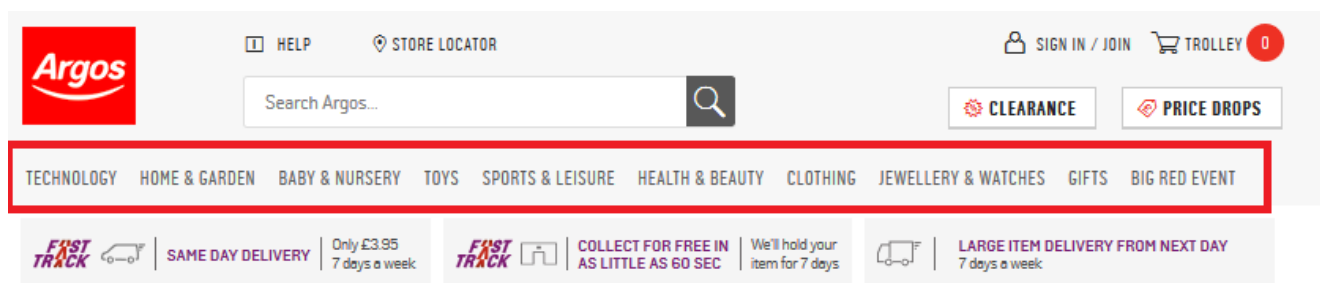 Argos
HELP
STORE LOCATOR
SIGN IN / JOIN
TROLLEY 0
Search Argos...
CLEARANCE
PRICE DROPS
TECHNOLOGY HOME & GARDEN BABY & NURSERY TOYS SPORTS & LEISURE HEALTH & BEAUTY CLOTHING JEWELLERY & WATCHES GIFTS BIG RED EVENT
FAST
TRACK
SAME DAY DELIVERY
Only £3.95
7 days a week
FAST
TRACK
COLLECT FOR FREE IN
AS LITTLE AS 60 SEC
We'll hold your
item for 7 days
LARGE ITEM DELIVERY FROM NEXT DAY
7 days a week